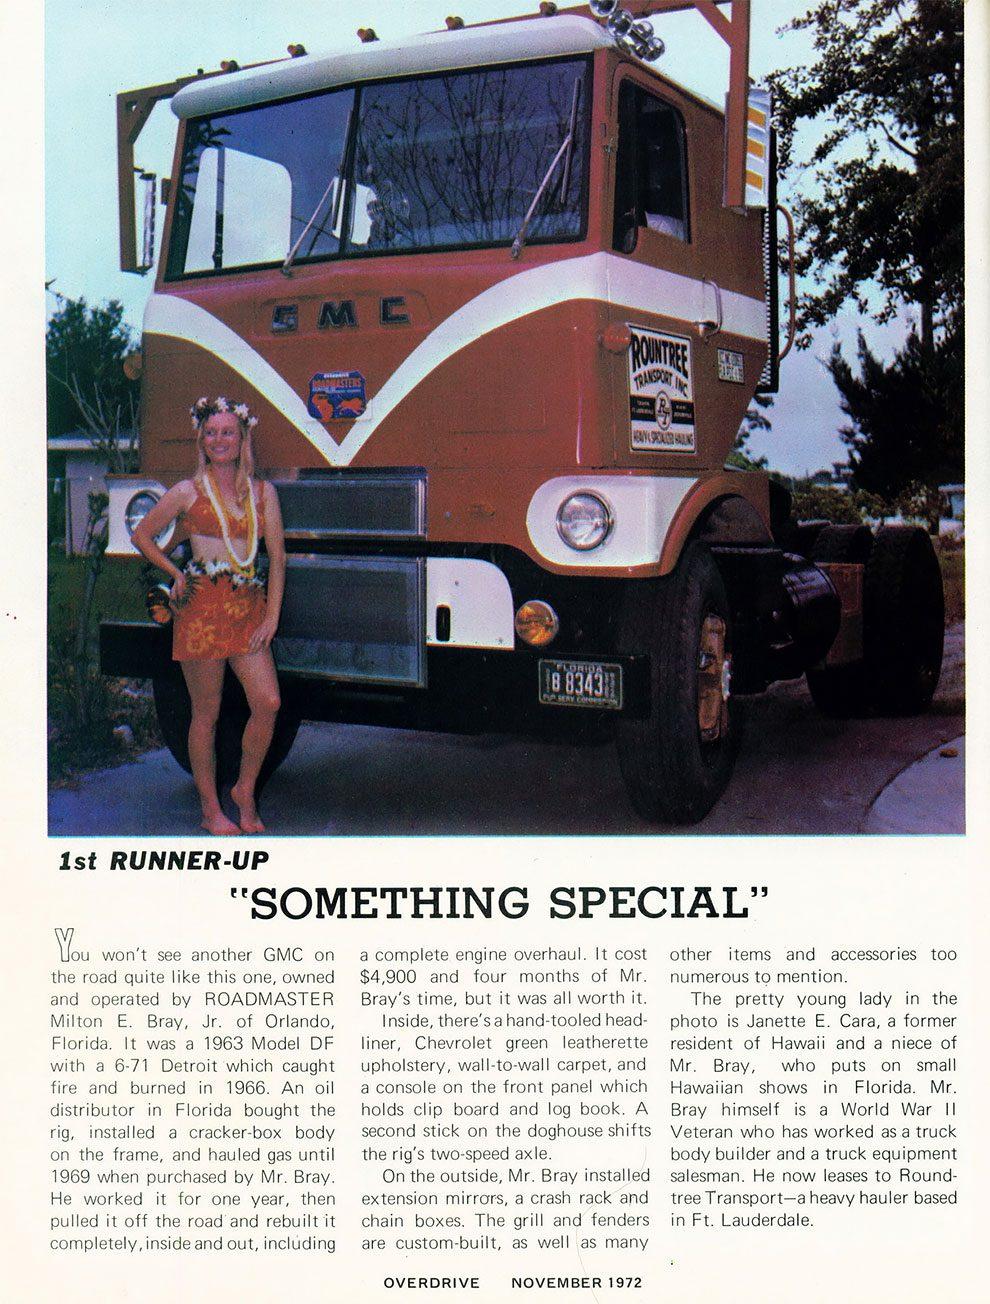 GMC
OVERDRIVE
ROADMASTERS
ROUNTREE
TRANSPORT, INC
RT
HEAVY & SPECIALIZED HAULING
FLORIDA
B 8343
1st RUNNER-UP
"SOMETHING SPECIAL"
You won't see another GMC on
the road quite like this one, owned
and operated by ROADMASTER
Milton E. Bray, Jr. of Orlando,
Florida. It was a 1963 Model DF
with a 6-71 Detroit which caught
fire and burned in 1966. An oil
distributor in Florida bought the
rig, installed a cracker-box body
on the frame, and hauled gas until
1969 when purchased by Mr. Bray.
He worked it for one year, then
pulled it off the road and rebuilt it
completely, inside and out, including
a complete engine overhaul. It cost
$4,900 and four months of Mr.
Bray's time, but it was all worth it.
Inside, there's a hand-tooled head-
liner, Chevrolet green leatherette
upholstery, wall-to-wall carpet, and
a console on the front panel which
holds clip board and log book. A
second stick on the doghouse shifts
the rig's two-speed axle.
On the outside, Mr. Bray installed
extension mirrors, a crash rack and
chain boxes. The grill and fenders
are custom-built, as well as many
other items and accessories too
numerous to mention.
The pretty young lady in the
photo is Janette E. Cara, a former
resident of Hawaii and a niece of
Mr. Bray, who puts on small
Hawaiian shows in Florida. Mr.
Bray himself is a World War II
Veteran who has worked as a truck
body builder and a truck equipment
salesman. He now leases to Round-
tree Transport—a heavy hauler based
in Ft. Lauderdale.
OVERDRIVE NOVEMBER 1972